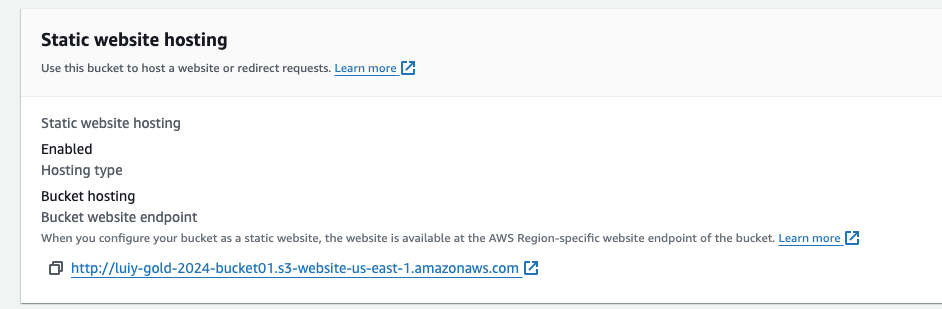 Static website hosting
Use this bucket to host a website or redirect requests. Learn more
Static website hosting
Enabled
Hosting type
Bucket hosting
Bucket website endpoint
When you configure your bucket as a static website, the website is available at the AWS Region-specific website endpoint of the bucket. Learn more
http://luiy-gold-2024-bucket01.s3-website-us-east-1.amazonaws.com